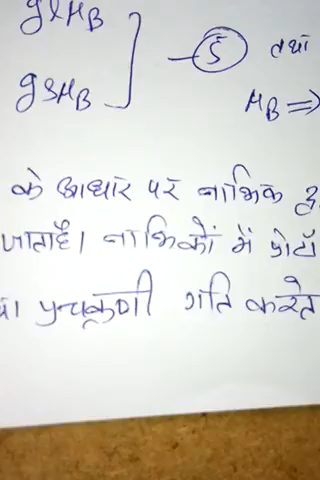 glμB
gsμB ] — 5 तथा
μB ⇒
के आधार पर नाभिक
जाता है। नाभिकों में प्रोटॉ
प्रचक्रणी गति करते